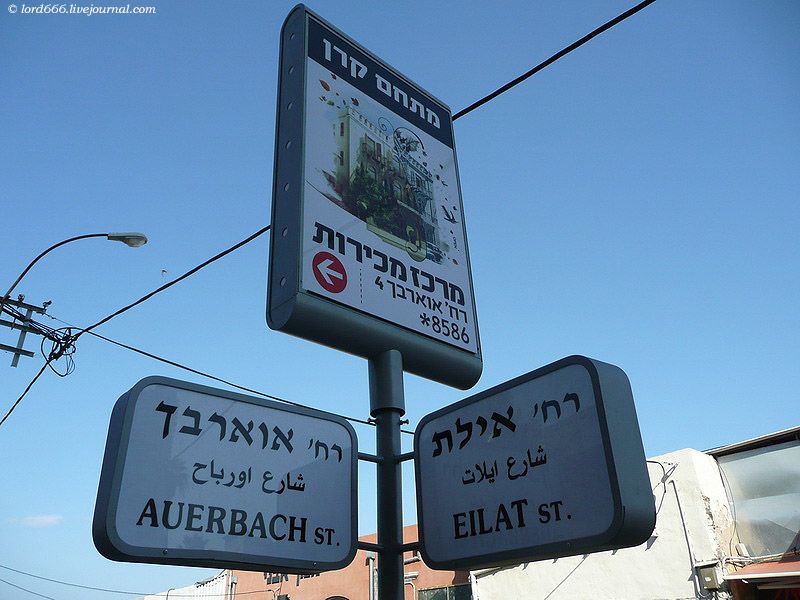 © lord666.livejournal.com
מתחם קרן
מרכז מכירות
רח' אוארבך 4
*8586
רח' אוארבך
شارع اورباخ
AUERBACH ST.
רח' אילת
شارع ايلات
EILAT ST.